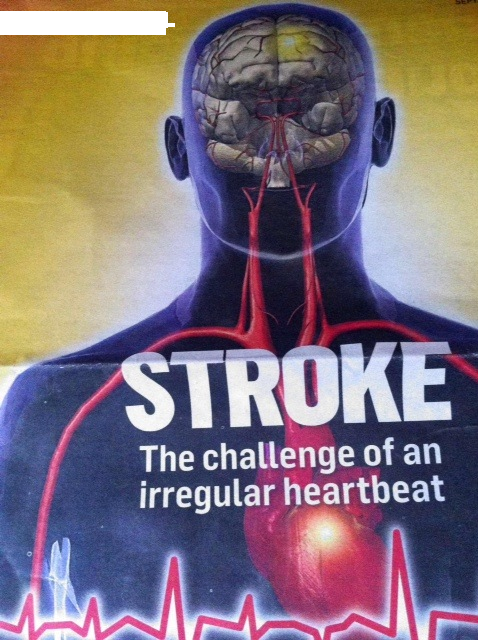 STROKE
The challenge of an
irregular heartbeat